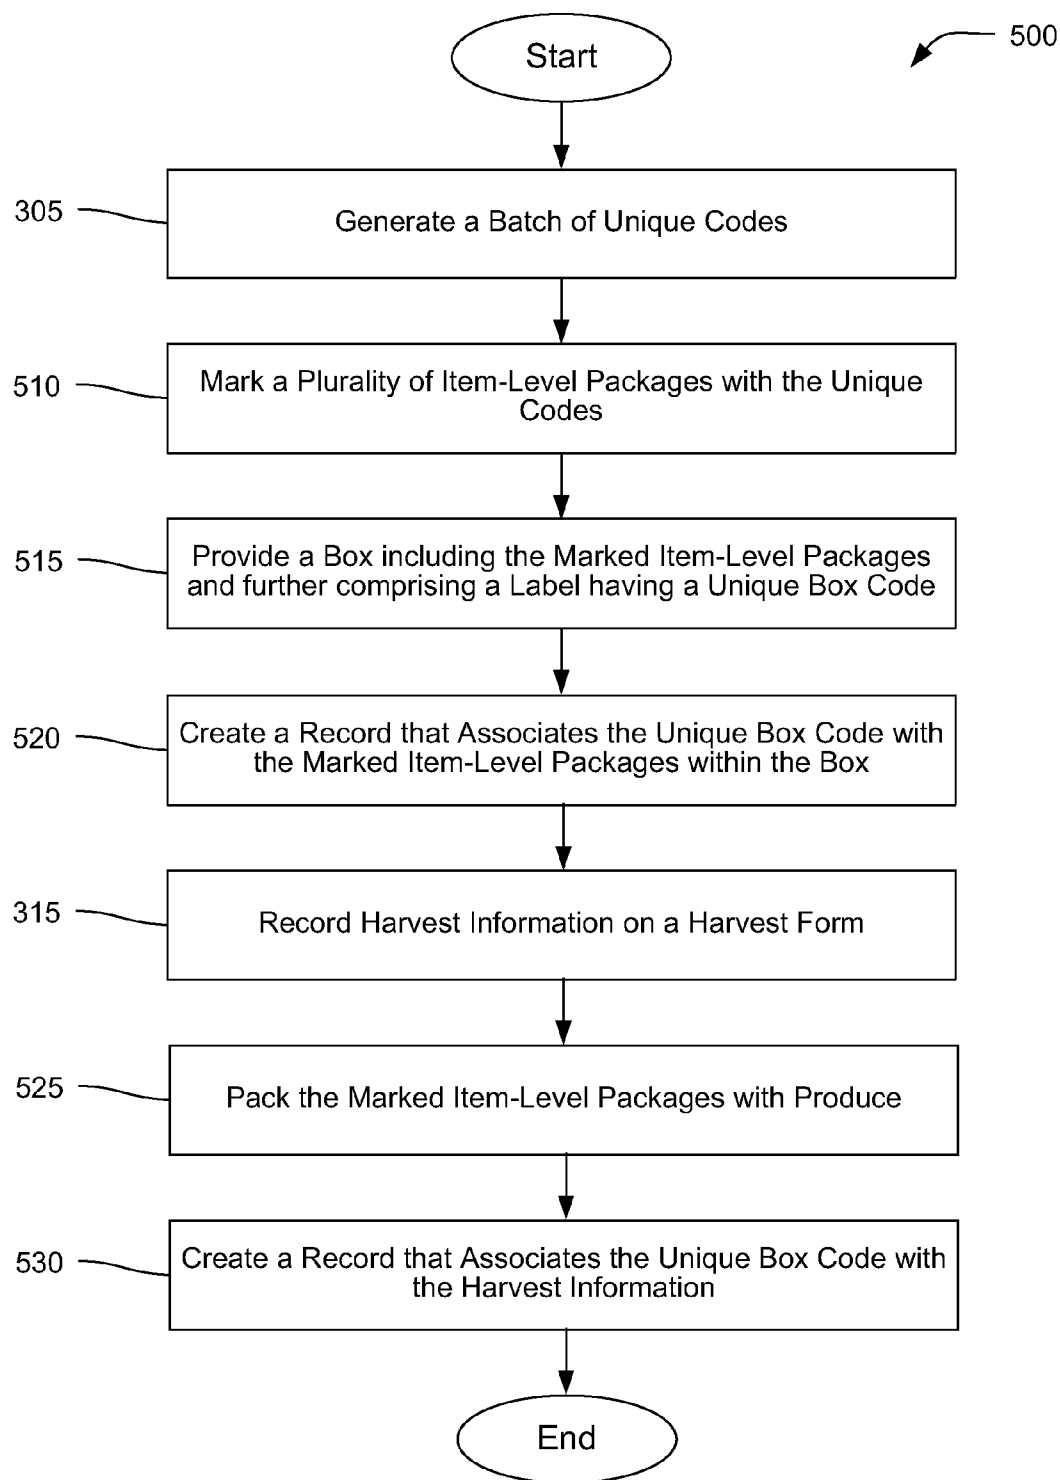 Start
500
305
Generate a Batch of Unique Codes
510
Mark a Plurality of Item-Level Packages with the Unique
Codes
515
Provide a Box including the Marked Item-Level Packages
and further comprising a Label having a Unique Box Code
520
Create a Record that Associates the Unique Box Code with
the Marked Item-Level Packages within the Box
315
Record Harvest Information on a Harvest Form
525
Pack the Marked Item-Level Packages with Produce
530
Create a Record that Associates the Unique Box Code with
the Harvest Information
End